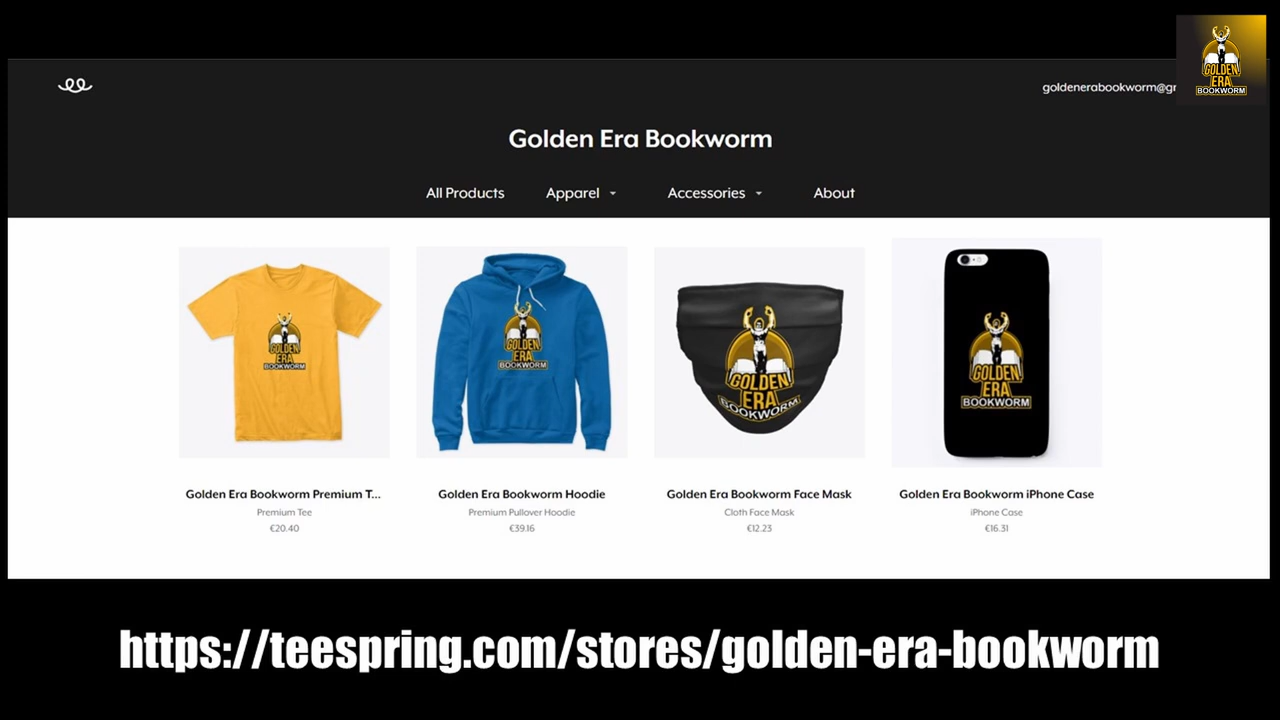 GOLDEN
ERA
BOOKWORM
goldenerabookworm@gr
Golden Era Bookworm
All Products
Apparel
Accessories
About
GOLDEN
ERA
BOOKWORM
GOLDEN
ERA
BOOKWORM
GOLDEN
ERA
BOOKWORM
GOLDEN
ERA
BOOKWORM
Golden Era Bookworm Premium T...
Premium Tee
€20.40
Golden Era Bookworm Hoodie
Premium Pullover Hoodie
€39.16
Golden Era Bookworm Face Mask
Cloth Face Mask
€12.23
Golden Era Bookworm iPhone Case
iPhone Case
€16.31
https://teespring.com/stores/golden-era-bookworm